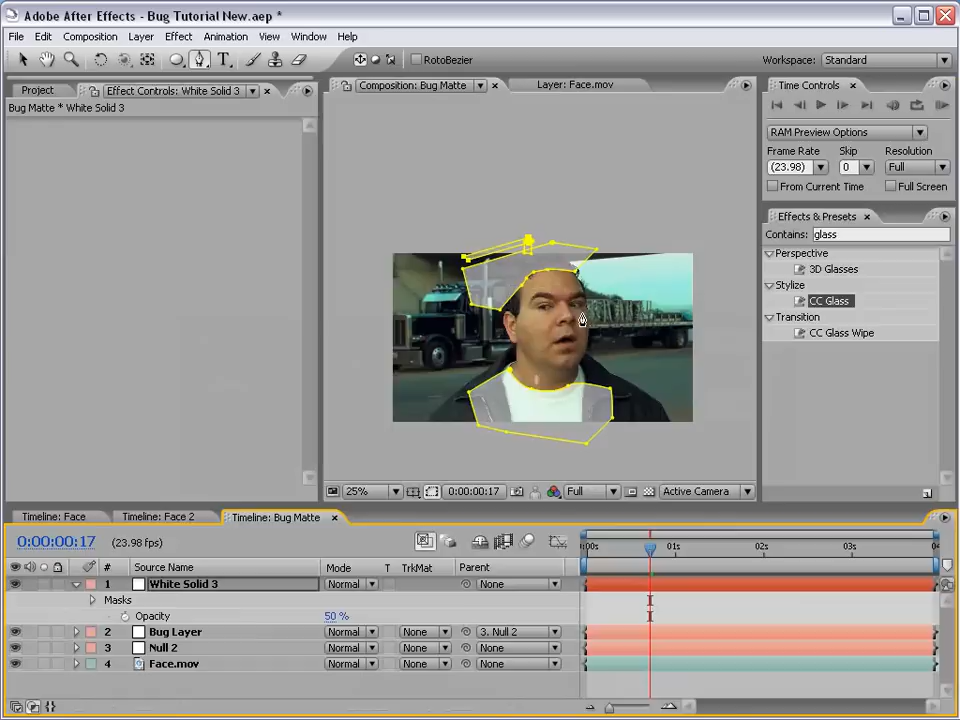 Adobe After Effects - Bug Tutorial New.aep *
File Edit Composition Layer Effect Animation View Window Help
RotoBezier Workspace: Standard
Project Effect Controls: White Solid 3
Bug Matte * White Solid 3
Composition: Bug Matte Layer: Face.mov
25% 0:00:00:17 Full Active Camera
Time Controls
RAM Preview Options
Frame Rate Skip Resolution
(23.98) 0 Full
From Current Time Full Screen
Effects & Presets
Contains: glass
Perspective
3D Glasses
Stylize
CC Glass
Transition
CC Glass Wipe
Timeline: Face Timeline: Face 2 Timeline: Bug Matte
0:00:00:17 (23.98 fps)
:00s 01s 02s 03s 04
# Source Name Mode T TrkMat Parent
1 White Solid 3 Normal None
Masks
Opacity 50 %
2 Bug Layer Normal None 3. Null 2
3 Null 2 Normal None None
4 Face.mov Normal None None